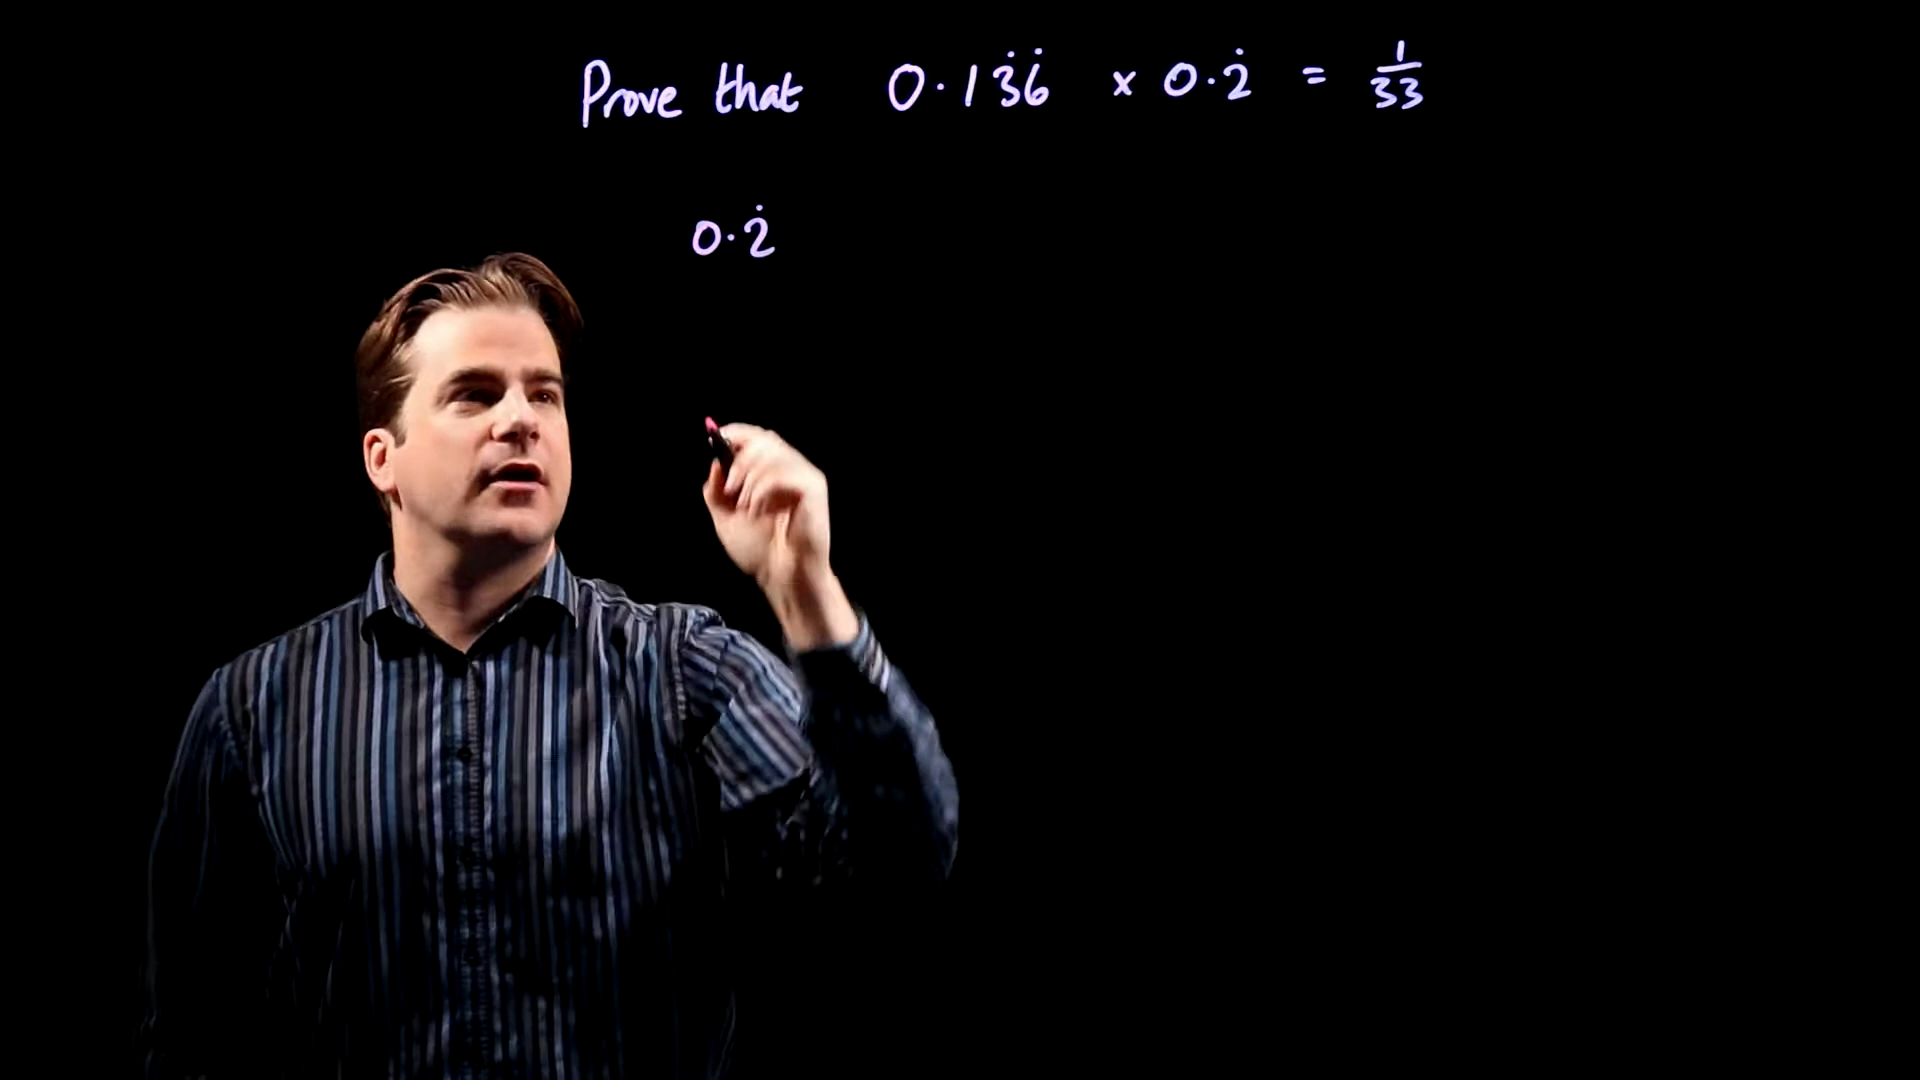 Prove that 0·13̇6̇ × 0·2̇ = 1/33
0·2̇